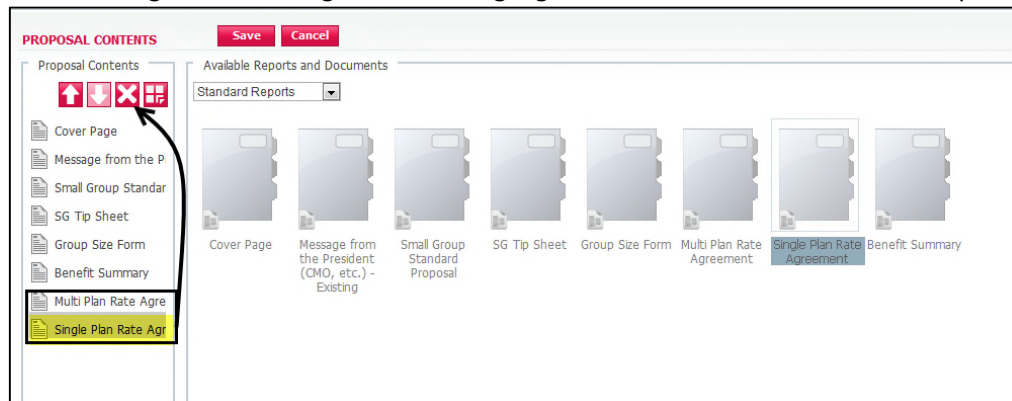 PROPOSAL CONTENTS
Save
Cancel
Proposal Contents
Available Reports and Documents
Standard Reports
Cover Page
Message from the P
Small Group Standar
SG Tip Sheet
Group Size Form
Benefit Summary
Multi Plan Rate Agre
Single Plan Rate Agr
Cover Page
Message from
the President
(CMO, etc.) -
Existing
Small Group
Standard
Proposal
SG Tip Sheet
Group Size Form
Multi Plan Rate
Agreement
Single Plan Rate
Agreement
Benefit Summary